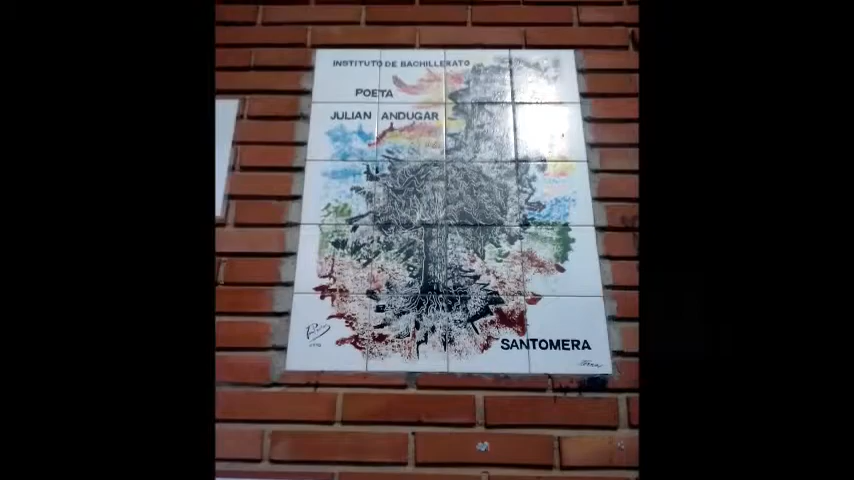 INSTITUTO DE BACHILLERATO
POETA
JULIAN ANDUGAR
SANTOMERA